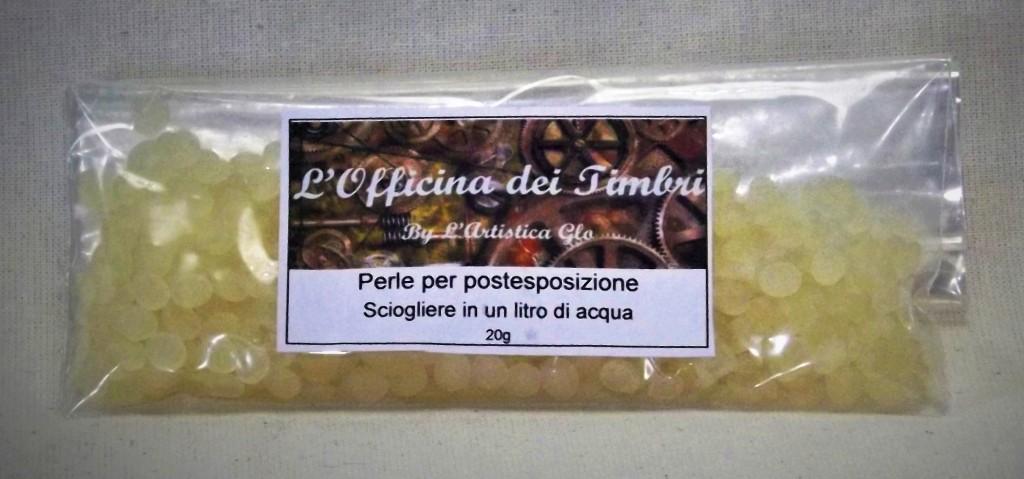 L'Officina dei Timbri
By L'Artistica Glo
Perle per postesposizione
Sciogliere in un litro di acqua
20g